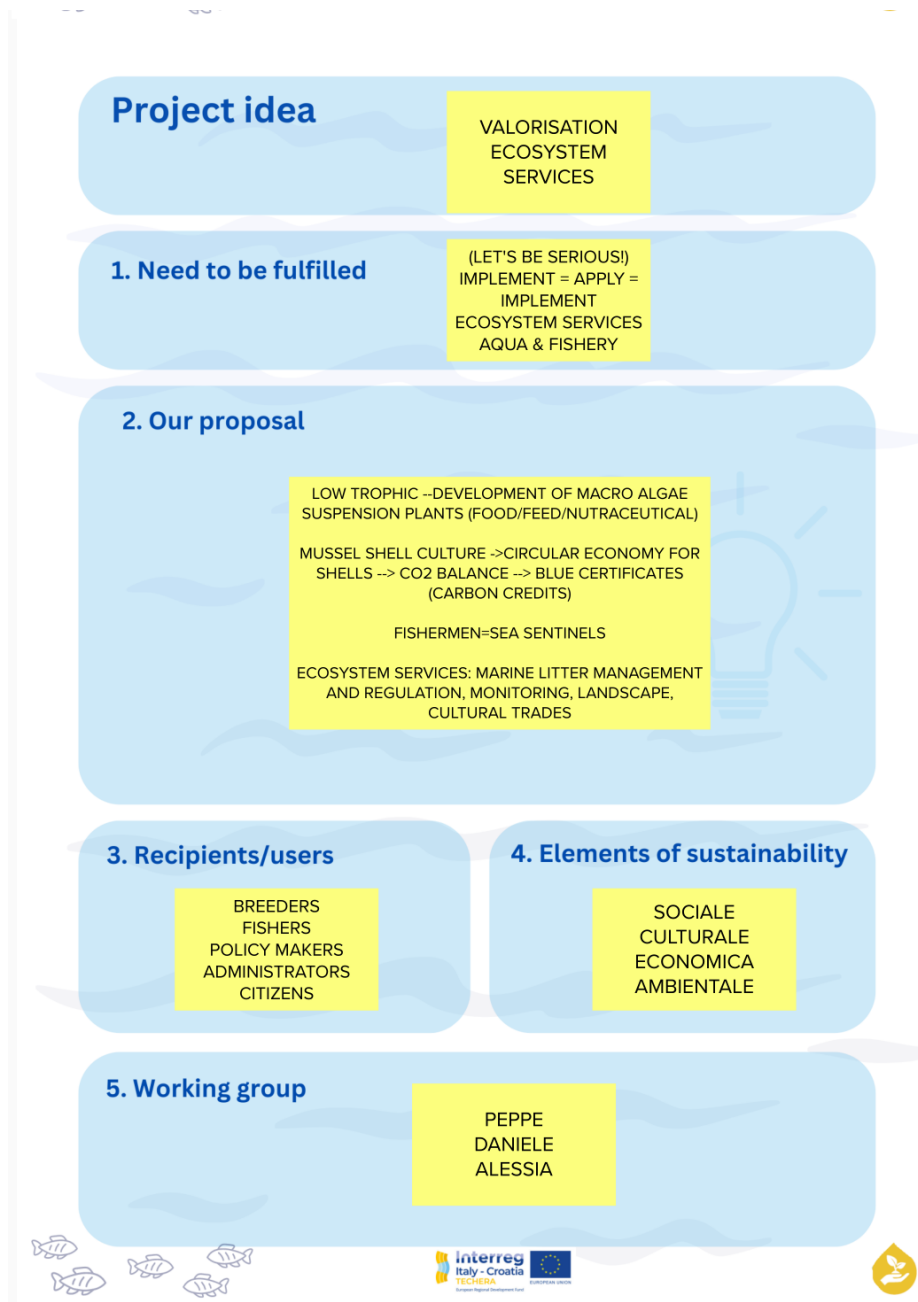 Project idea
VALORISATION
ECOSYSTEM
SERVICES
1. Need to be fulfilled
(LET'S BE SERIOUS!)
IMPLEMENT = APPLY =
IMPLEMENT
ECOSYSTEM SERVICES
AQUA & FISHERY
2. Our proposal
LOW TROPHIC --DEVELOPMENT OF MACRO ALGAE
SUSPENSION PLANTS (FOOD/FEED/NUTRACEUTICAL)
MUSSEL SHELL CULTURE ->CIRCULAR ECONOMY FOR
SHELLS --> CO2 BALANCE --> BLUE CERTIFICATES
(CARBON CREDITS)
FISHERMEN=SEA SENTINELS
ECOSYSTEM SERVICES: MARINE LITTER MANAGEMENT
AND REGULATION, MONITORING, LANDSCAPE,
CULTURAL TRADES
3. Recipients/users
BREEDERS
FISHERS
POLICY MAKERS
ADMINISTRATORS
CITIZENS
4. Elements of sustainability
SOCIALE
CULTURALE
ECONOMICA
AMBIENTALE
5. Working group
PEPPE
DANIELE
ALESSIA
Interreg
Italy - Croatia
TECHERA
European Regional Development Fund
EUROPEAN UNION